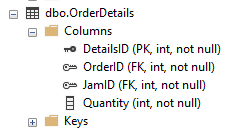 dbo.OrderDetails
Columns
DetailsID (PK, int, not null)
OrderID (FK, int, not null)
JamID (FK, int, not null)
Quantity (int, not null)
Keys